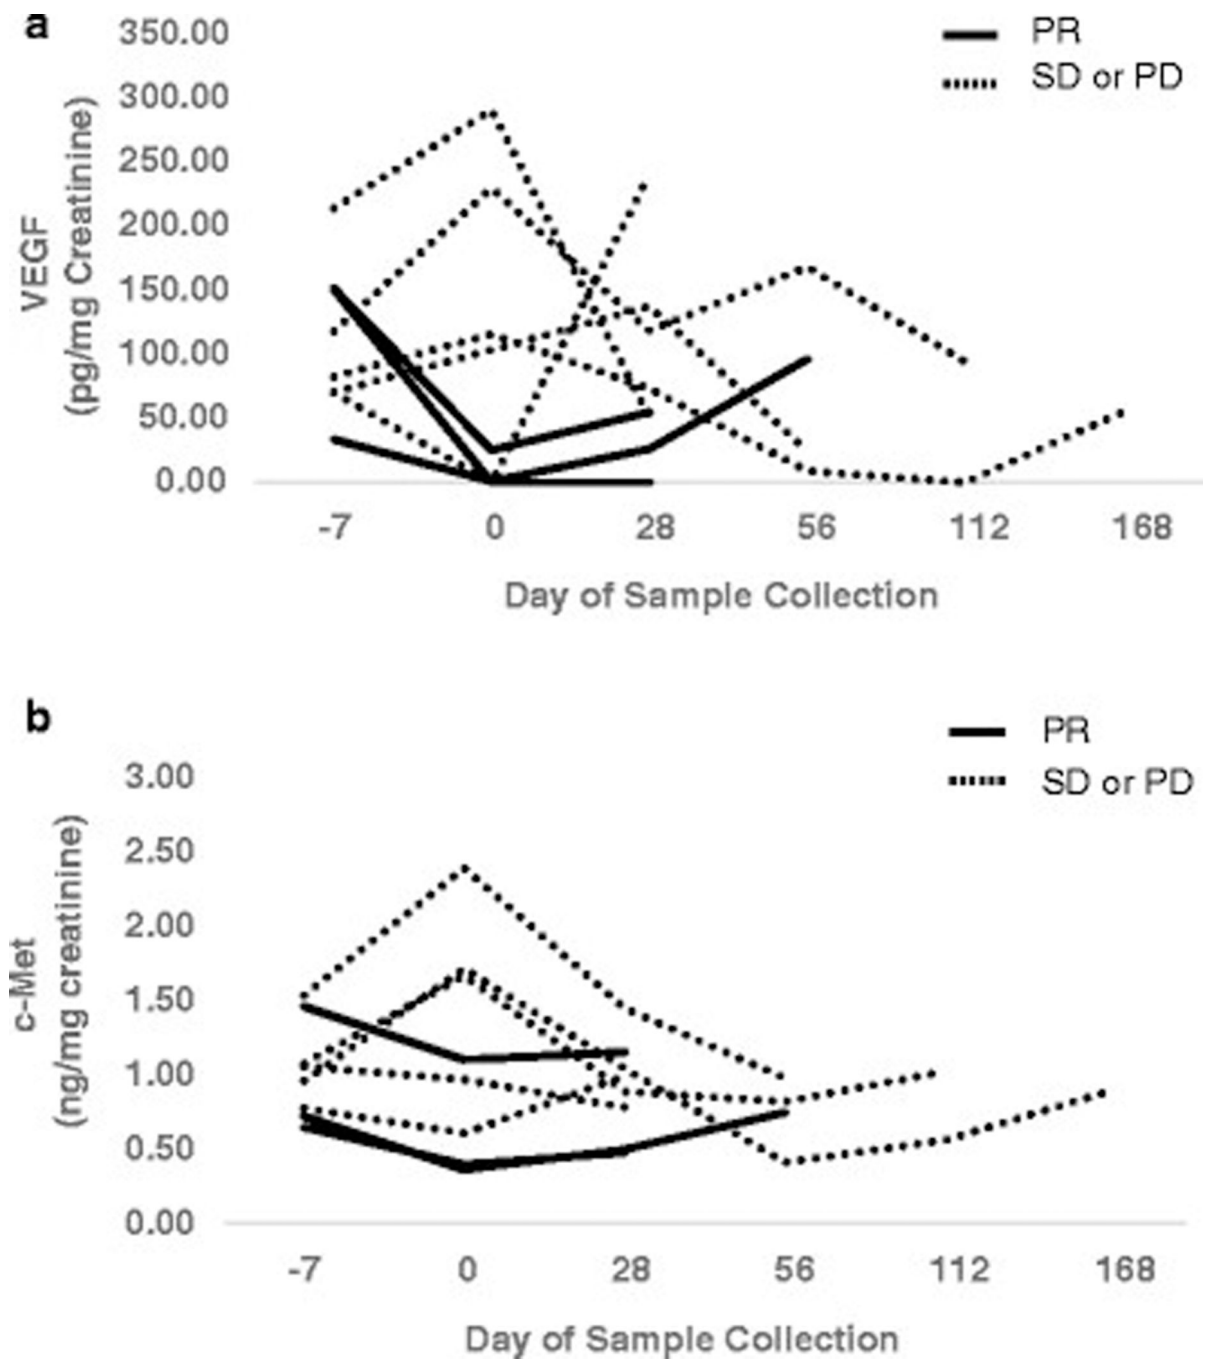 a
PR
SD or PD
350.00
300.00
250.00
200.00
150.00
100.00
50.00
0.00
VEGF
(pg/mg Creatinine)
-7 0 28 56 112 168
Day of Sample Collection
b
PR
SD or PD
3.00
2.50
2.00
1.50
1.00
0.50
0.00
c-Met
(ng/mg creatinine)
-7 0 28 56 112 168
Day of Sample Collection